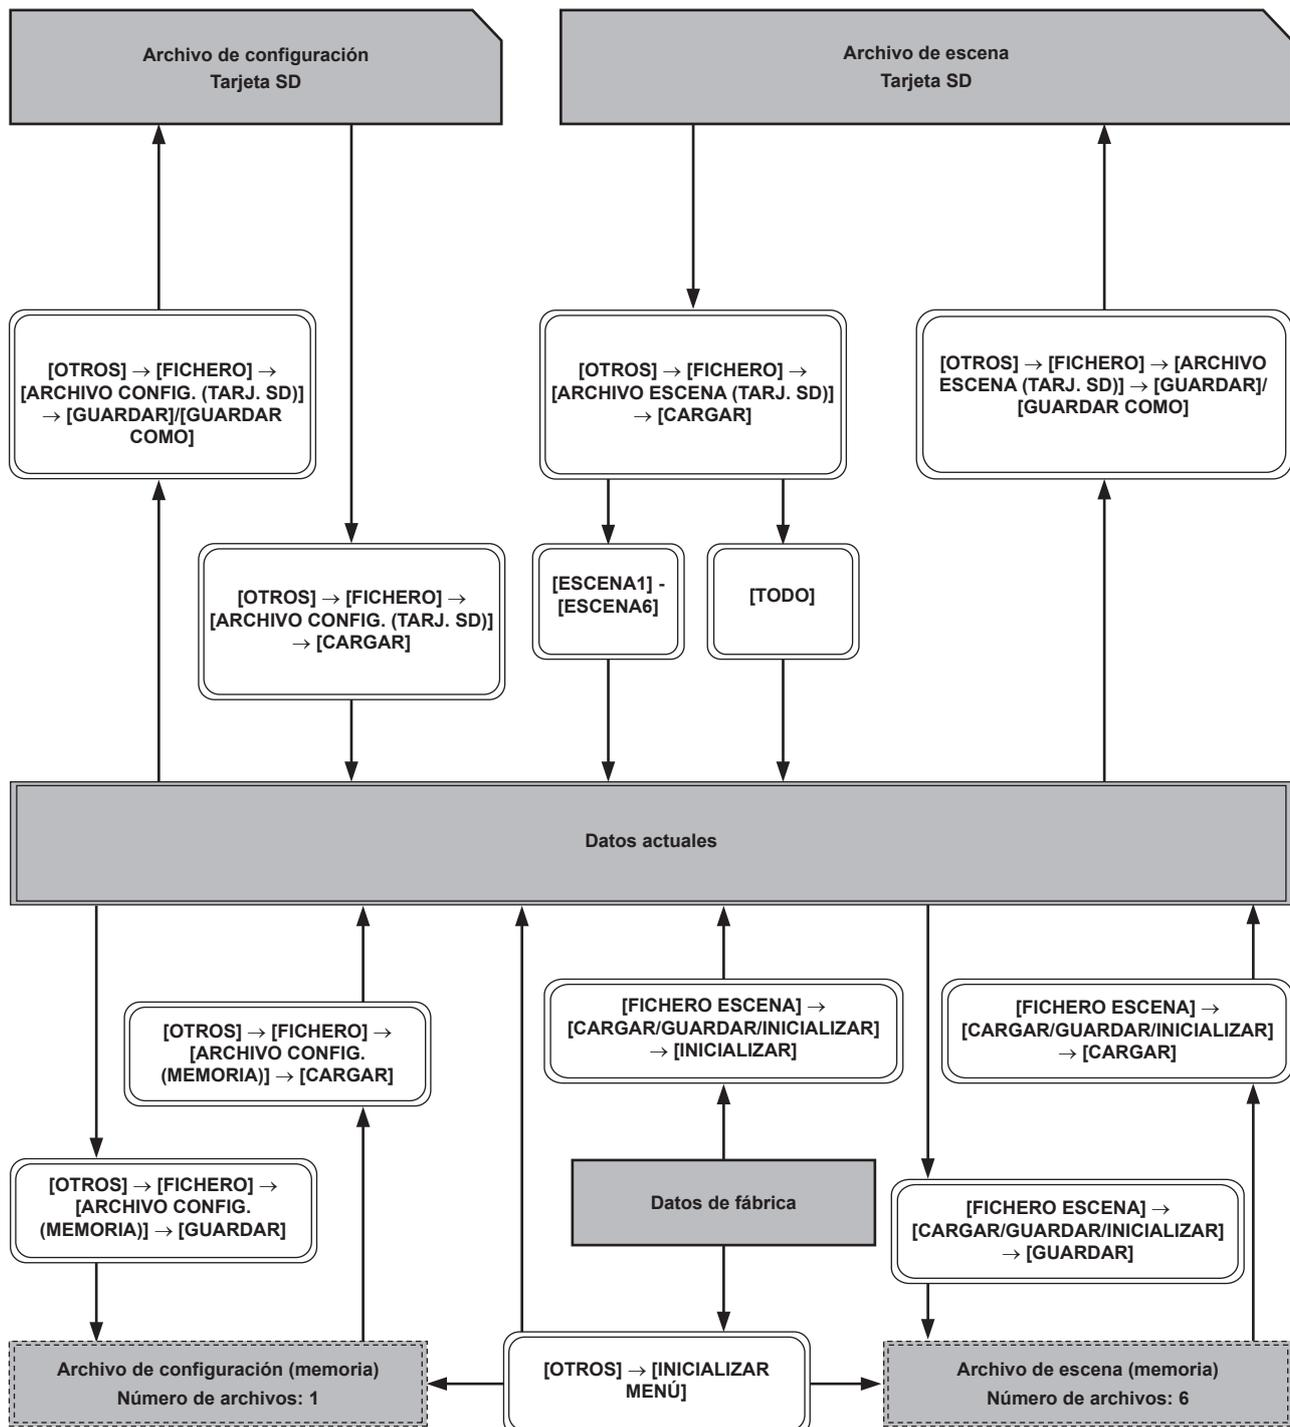 Archivo de configuración
Tarjeta SD
Archivo de escena
Tarjeta SD
[OTROS] → [FICHERO] →
[ARCHIVO CONFIG. (TARJ. SD)]
→ [GUARDAR]/[GUARDAR
COMO]
[OTROS] → [FICHERO] →
[ARCHIVO ESCENA (TARJ. SD)]
→ [CARGAR]
[OTROS] → [FICHERO] → [ARCHIVO
ESCENA (TARJ. SD)] → [GUARDAR]/
[GUARDAR COMO]
[OTROS] → [FICHERO] →
[ARCHIVO CONFIG. (TARJ. SD)]
→ [CARGAR]
[ESCENA1] -
[ESCENA6]
[TODO]
Datos actuales
[OTROS] → [FICHERO] →
[ARCHIVO CONFIG.
(MEMORIA)] → [CARGAR]
[FICHERO ESCENA] →
[CARGAR/GUARDAR/INICIALIZAR]
→ [INICIALIZAR]
[FICHERO ESCENA] →
[CARGAR/GUARDAR/INICIALIZAR]
→ [CARGAR]
[OTROS] → [FICHERO] →
[ARCHIVO CONFIG.
(MEMORIA)] → [GUARDAR]
Datos de fábrica
[FICHERO ESCENA] →
[CARGAR/GUARDAR/INICIALIZAR]
→ [GUARDAR]
Archivo de configuración (memoria)
Número de archivos: 1
[OTROS] → [INICIALIZAR
MENÚ]
Archivo de escena (memoria)
Número de archivos: 6